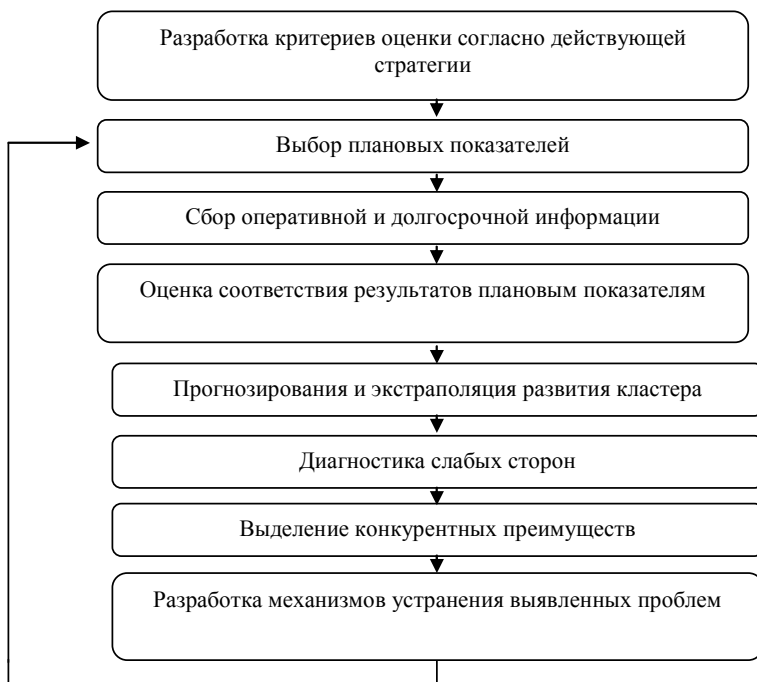 Разработка критериев оценки согласно действующей
стратегии
Выбор плановых показателей
Сбор оперативной и долгосрочной информации
Оценка соответствия результатов плановым показателям
Прогнозирования и экстраполяция развития кластера
Диагностика слабых сторон
Выделение конкурентных преимуществ
Разработка механизмов устранения выявленных проблем